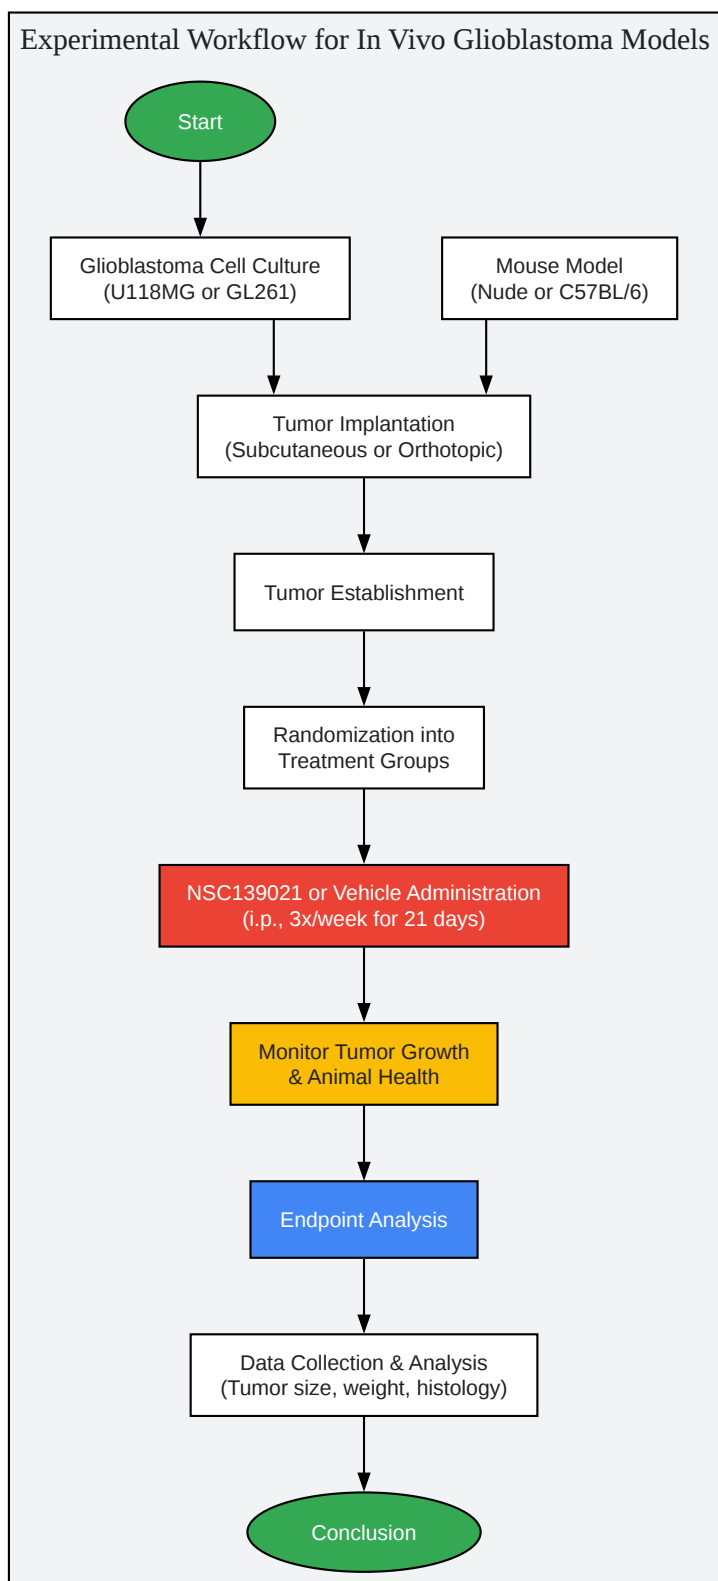 Experimental Workflow for In Vivo Glioblastoma Models
Start
Glioblastoma Cell Culture
(U118MG or GL261)
Mouse Model
(Nude or C57BL/6)
Tumor Implantation
(Subcutaneous or Orthotopic)
Tumor Establishment
Randomization into
Treatment Groups
NSC139021 or Vehicle Administration
(i.p., 3x/week for 21 days)
Monitor Tumor Growth
& Animal Health
Endpoint Analysis
Data Collection & Analysis
(Tumor size, weight, histology)
Conclusion